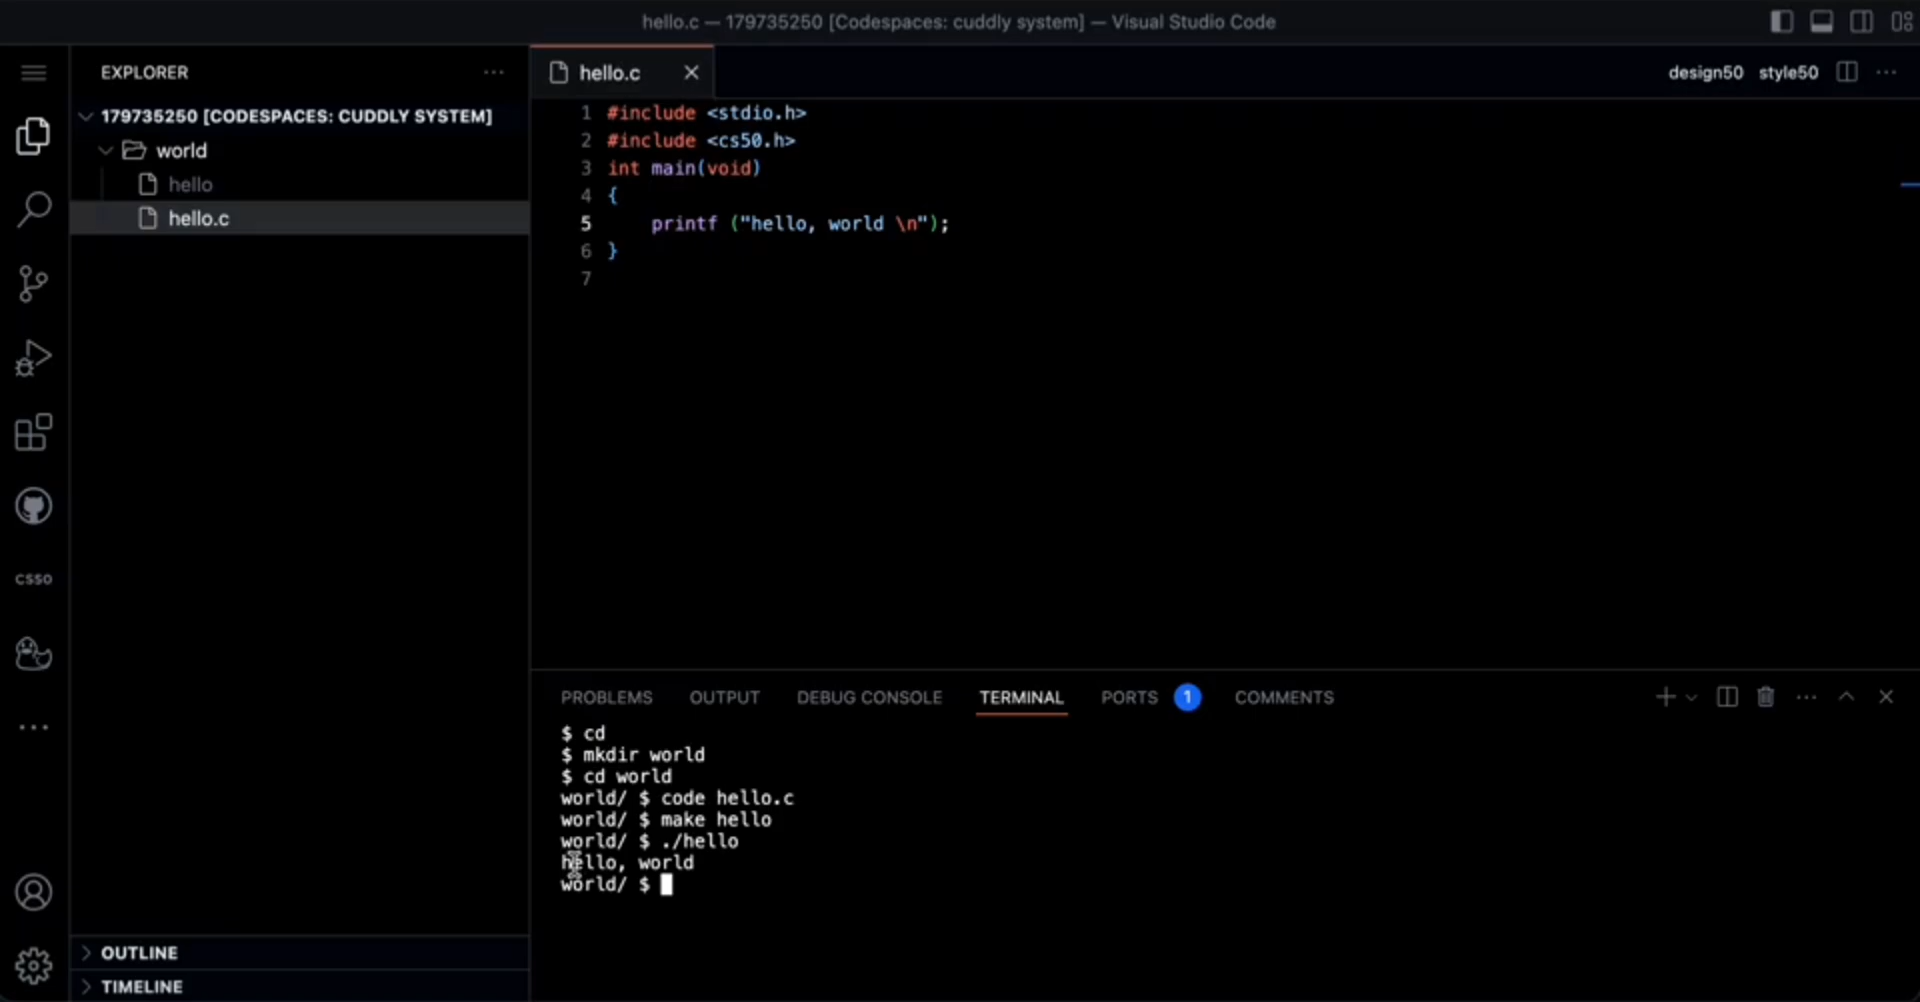 hello.c — 179735250 [Codespaces: cuddly system] — Visual Studio Code
EXPLORER
179735250 [CODESPACES: CUDDLY SYSTEM]
world
hello
hello.c
CS50
OUTLINE
TIMELINE
hello.c
design50 style50
1 #include <stdio.h>
2 #include <cs50.h>
3 int main(void)
4 {
5 printf ("hello, world \n");
6 }
7
PROBLEMS OUTPUT DEBUG CONSOLE TERMINAL PORTS 1 COMMENTS
$ cd
$ mkdir world
$ cd world
world/ $ code hello.c
world/ $ make hello
world/ $ ./hello
hello, world
world/ $